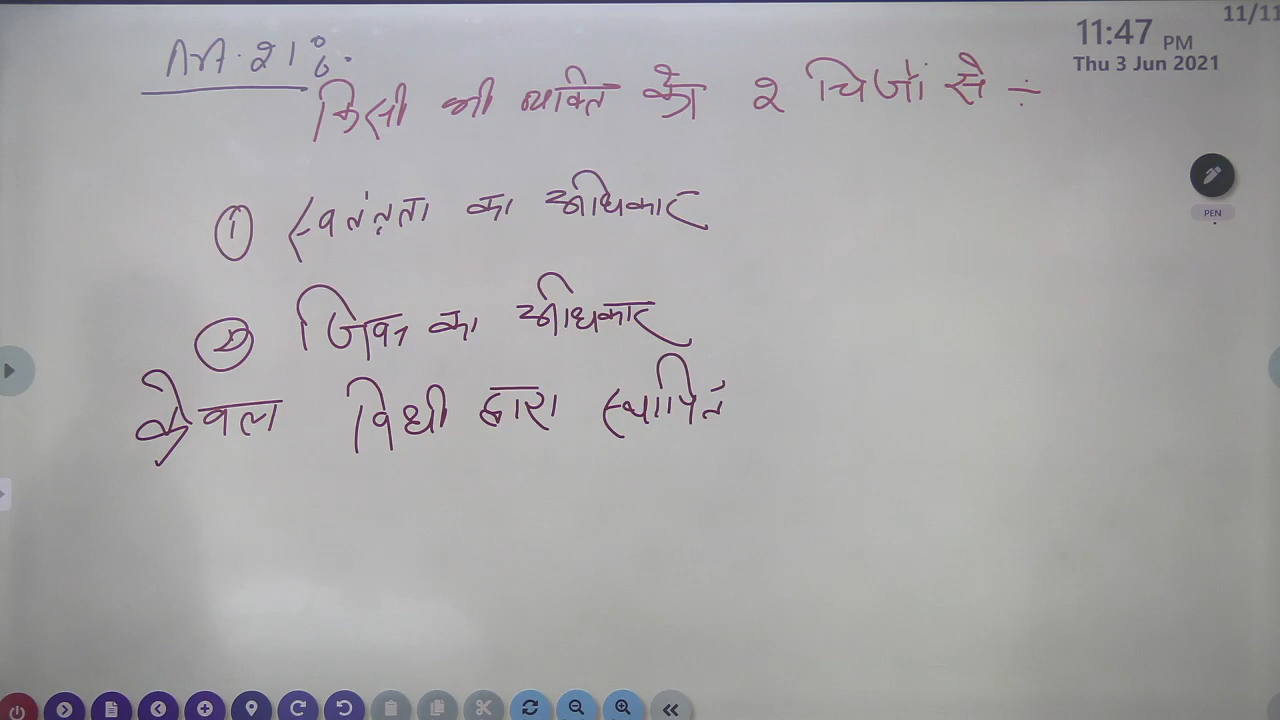 11/11
11:47 PM
Thu 3 Jun 2021
Art. 21 :.
किसी भी व्यक्ति को 2 चिजों से ÷
① स्वतंत्रता का अधिकार
② जिवन का अधिकार
केवल विधी द्वारा स्थापित
PEN